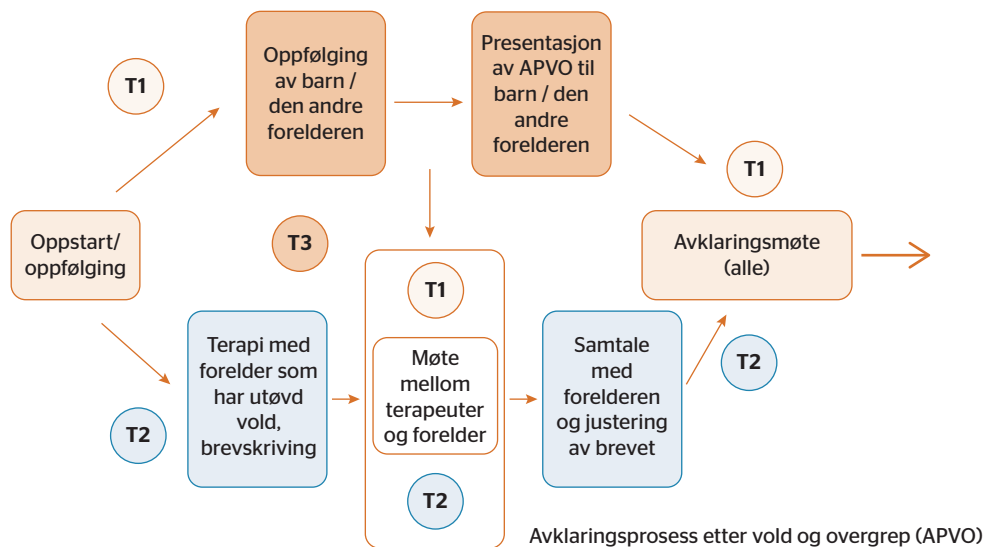 T1
Oppfølging
av barn /
den andre
forelderen
Presentasjon
av APVO til
barn / den
andre
forelderen
T1
Oppstart/
oppfølging
T3
Avklaringsmøte
(alle)
T1
Terapi med
forelder som
har utøvd
vold,
brevskriving
Møte
mellom
terapeuter
og forelder
Samtale
med
forelderen
og justering
av brevet
T2
T2
T2
Avklaringsprosess etter vold og overgrep (APVO)